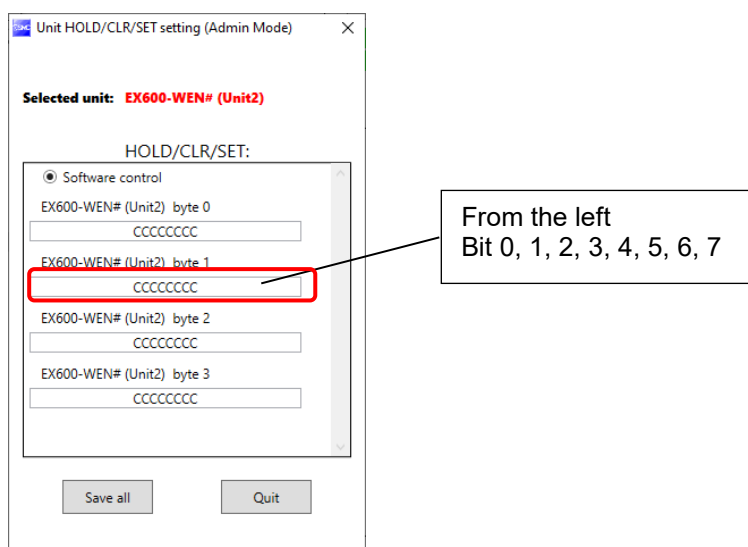 Unit HOLD/CLR/SET setting (Admin Mode)
Selected unit: EX600-WEN# (Unit2)
HOLD/CLR/SET:
Software control
EX600-WEN# (Unit2) byte 0
CCCCCCCC
EX600-WEN# (Unit2) byte 1
CCCCCCCC
EX600-WEN# (Unit2) byte 2
CCCCCCCC
EX600-WEN# (Unit2) byte 3
CCCCCCCC
Save all
Quit
From the left
Bit 0, 1, 2, 3, 4, 5, 6, 7